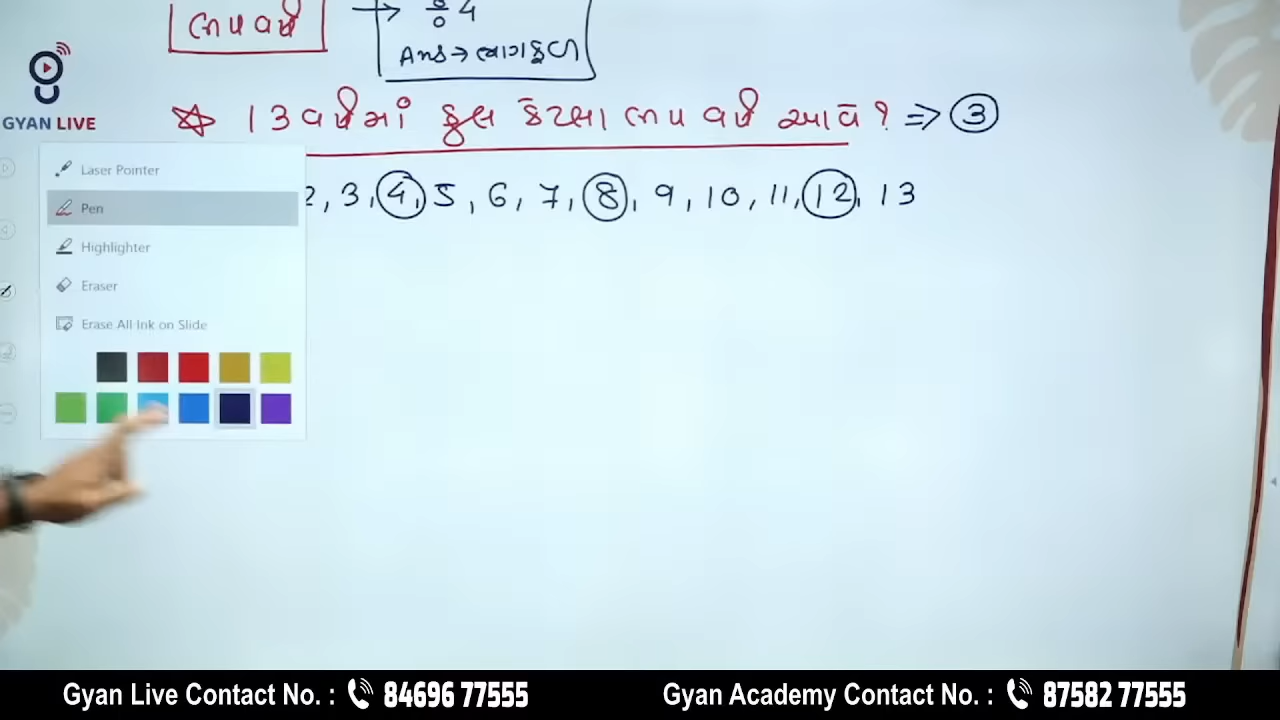 લીપ વર્ષ
→ ÷ 4
Ans → ભાગફળ
GYAN LIVE
☆ 13 વર્ષમાં કુલ કેટલા લીપ વર્ષ આવે ? ⇒ 3
2, 3, 4, 5, 6, 7, 8, 9, 10, 11, 12, 13
Laser Pointer
Pen
Highlighter
Eraser
Erase All Ink on Slide
Gyan Live Contact No. : 84696 77555
Gyan Academy Contact No. : 87582 77555